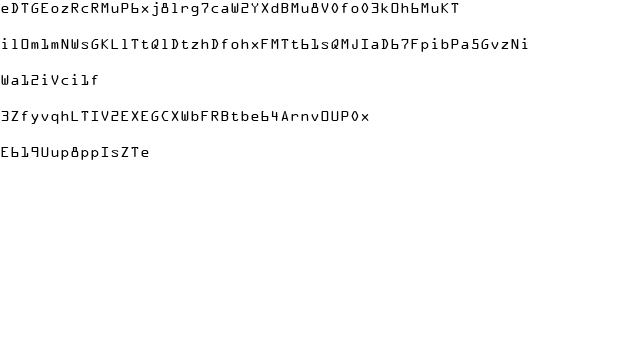 eDTGEozRcRMuP6xj8lrg7caW2YXdBMu8V0fo03kOh6MuKT
ilOm1mNWsGKLlTtQlDtzhDfohxFMTt61sQMJIaD67FpibPa5GvzNi
Wa12iVci1f
3ZfyvqhLTIV2EXEGCXWbFRBtbe64ArnvOUP0x
E619Uup8ppIsZTe